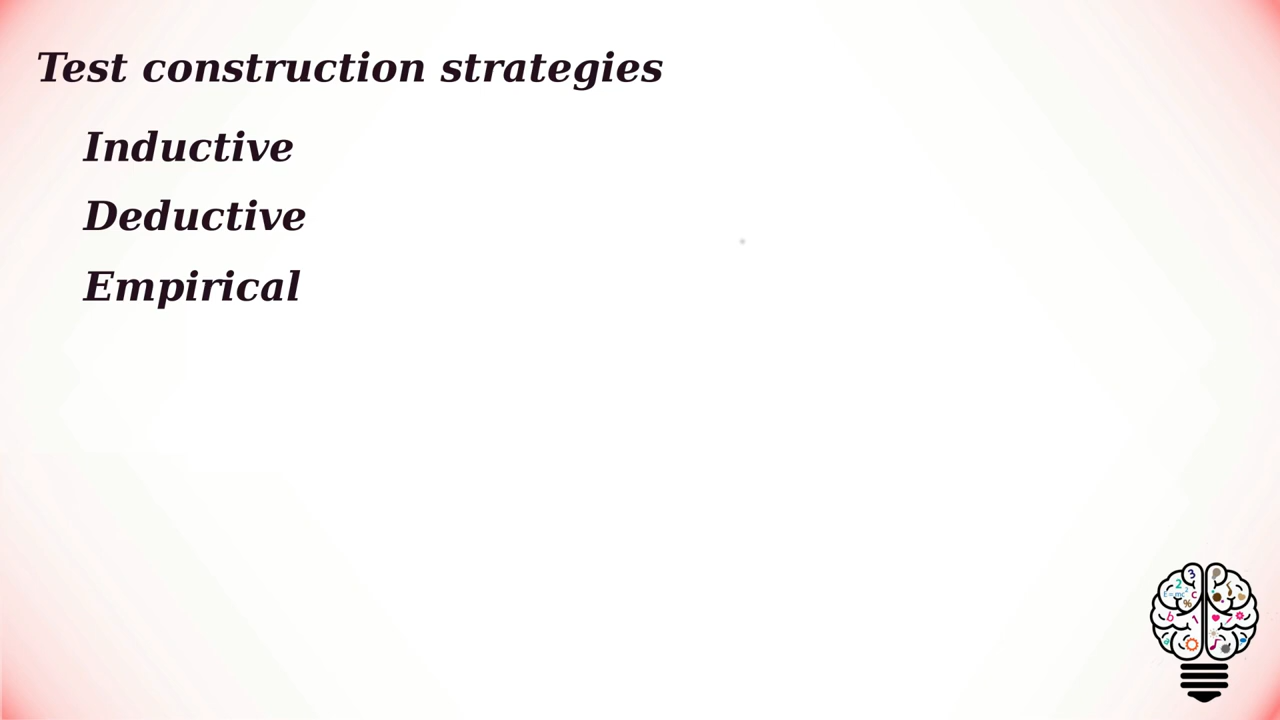 Test construction strategies
Inductive
Deductive
Empirical